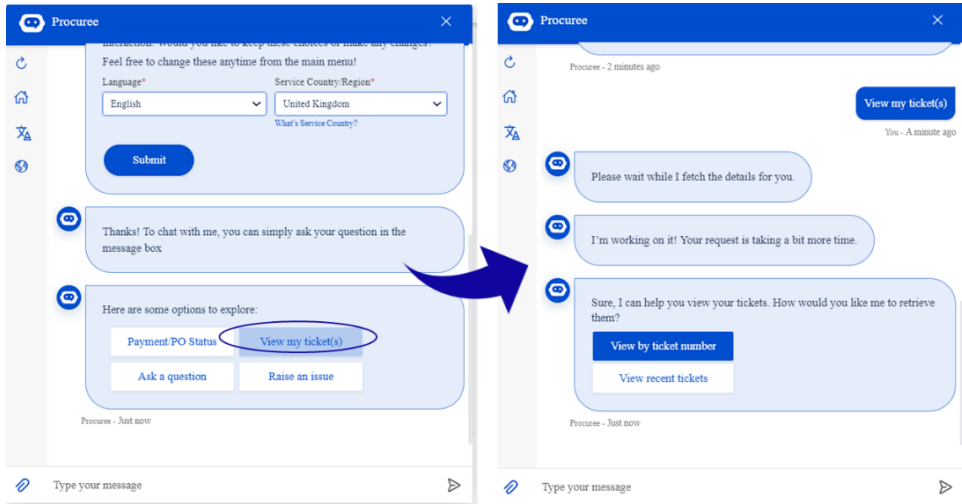 Procuree
interaction. Would you like to keep these choices or make any changes?
Feel free to change these anytime from the main menu!
Language*
Service Country/Region*
English
United Kingdom
What's Service Country?
Submit
Thanks! To chat with me, you can simply ask your question in the
message box
Here are some options to explore:
Payment/PO Status
View my ticket(s)
Ask a question
Raise an issue
Procuree - Just now
Type your message
Procuree
Procuree - 2 minutes ago
View my ticket(s)
You - A minute ago
Please wait while I fetch the details for you.
I'm working on it! Your request is taking a bit more time.
Sure, I can help you view your tickets. How would you like me to retrieve
them?
View by ticket number
View recent tickets
Procuree - Just now
Type your message